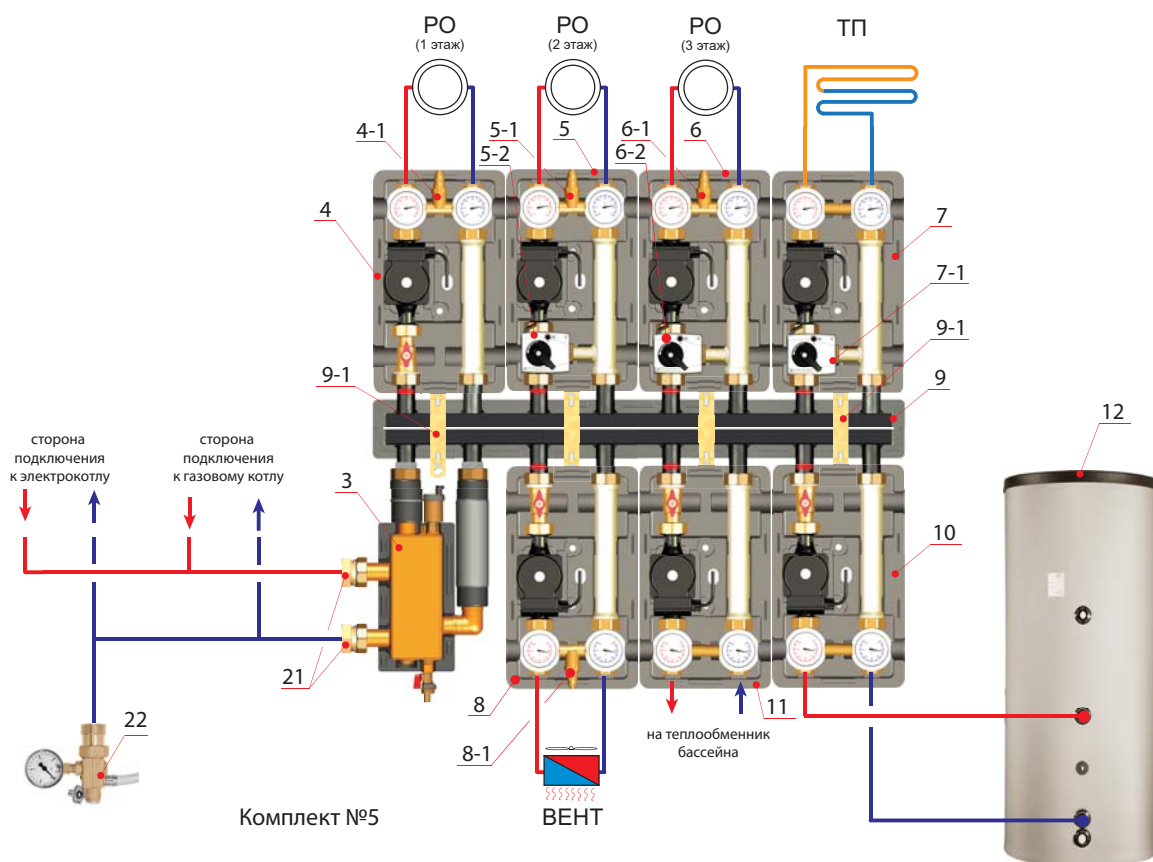 РО
(1 этаж)
РО
(2 этаж)
РО
(3 этаж)
ТП
4-1
5-1
5
5-2
6-1
6
6-2
4
7
7-1
9-1
9
9-1
12
сторона
подключения
к электрокотлу
сторона
подключения
к газовому котлу
3
10
21
8
11
22
8-1
на теплообменник
бассейна
Комплект №5
ВЕНТ